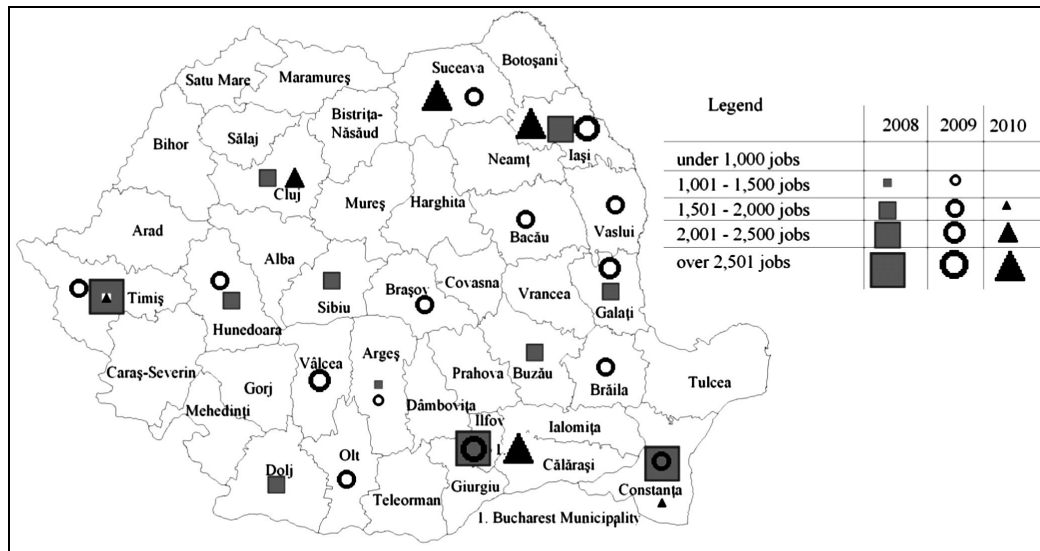 Botoşani
Suceava
Satu Mare
Maramureş
Legend
Bistriţa-
Năsăud
2008 2009 2010
Sălaj
Bihor
Iaşi
Neamţ
under 1,000 jobs
1,001 - 1,500 jobs
Cluj
Mureş
Harghita
1,501 - 2,000 jobs
Arad
Bacău
Vaslui
2,001 - 2,500 jobs
Alba
over 2,501 jobs
Timiş
Sibiu
Braşov
Covasna
Vrancea
Galaţi
Hunedoara
Caraş-Severin
Vâlcea
Argeş
Prahova
Buzău
Brăila
Tulcea
Gorj
Mehedinţi
Dâmboviţa
Ilfov
Ialomiţa
1.
Olt
Dolj
Călăraşi
Giurgiu
Constanţa
Teleorman
1. Bucharest Municipality